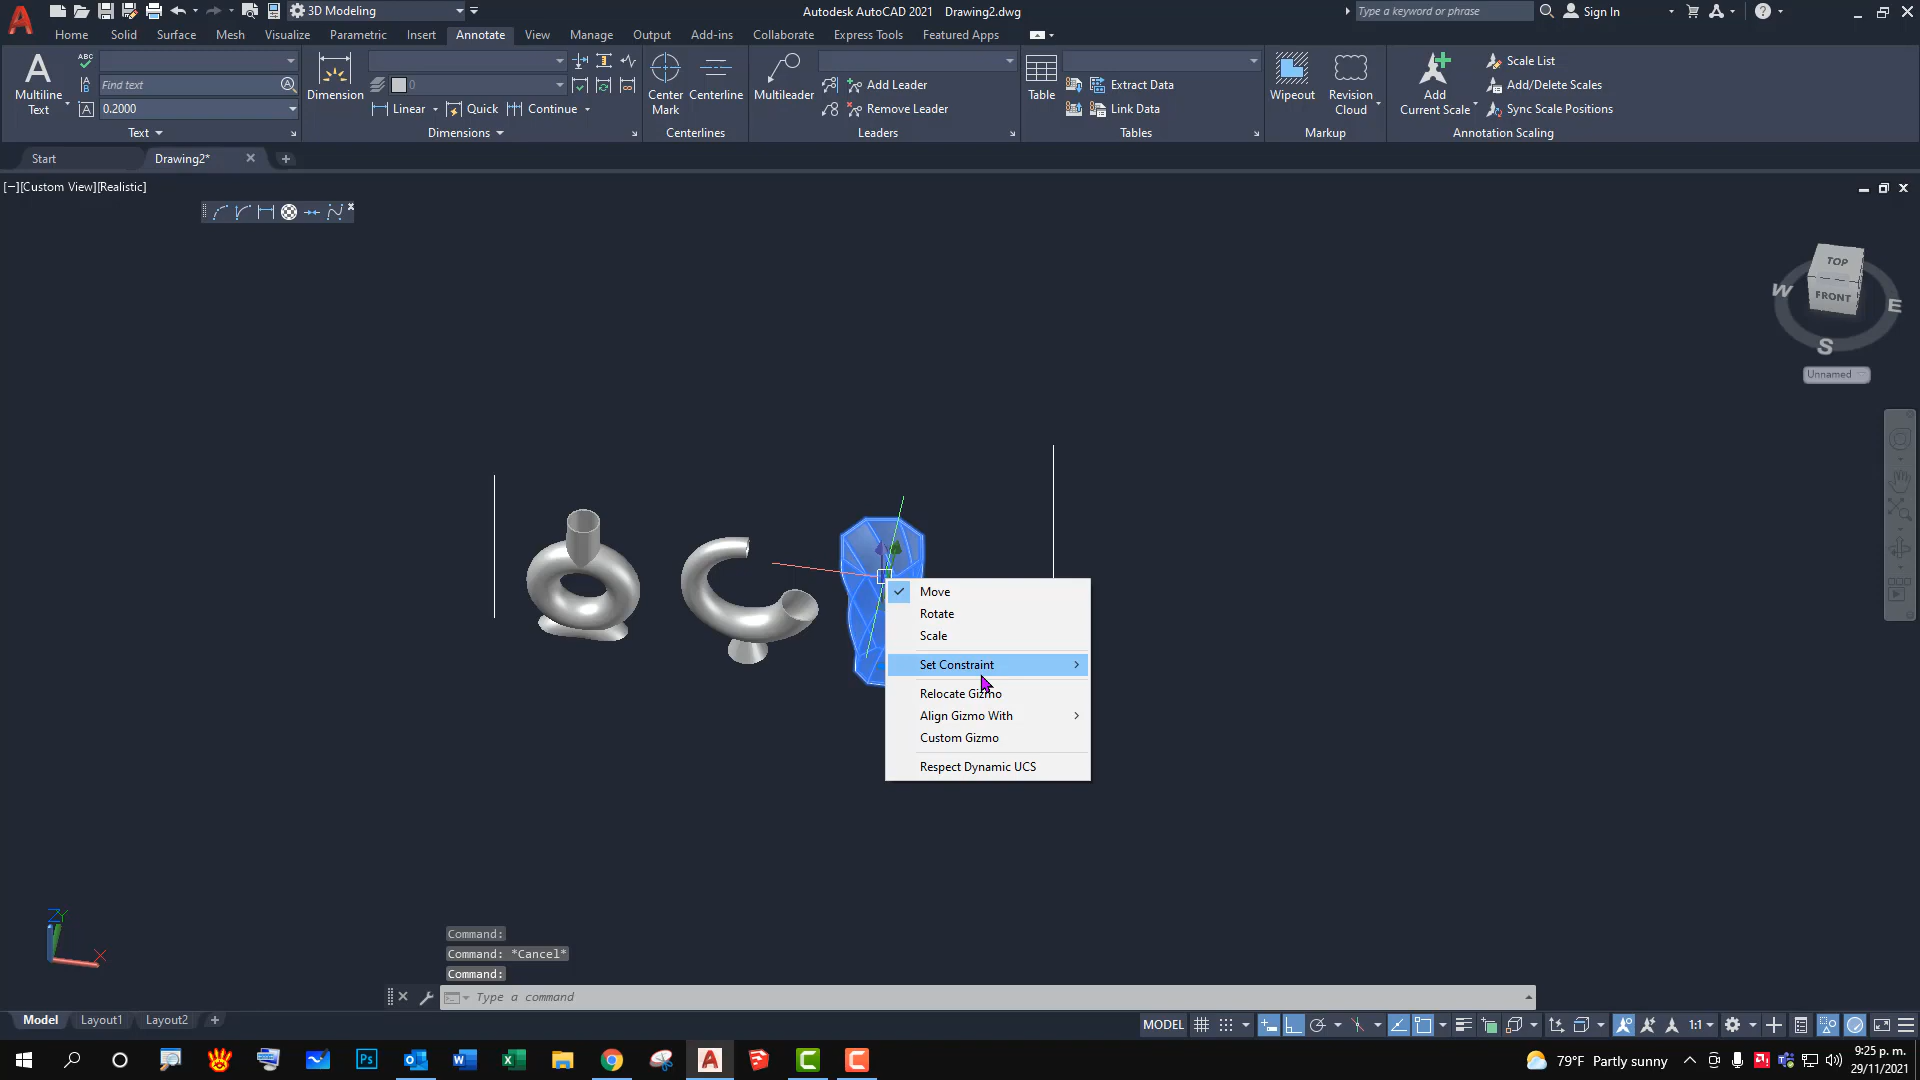 3D Modeling
Autodesk AutoCAD 2021 Drawing2.dwg
Type a keyword or phrase
Sign In
Home Solid Surface Mesh Visualize Parametric Insert Annotate View Manage Output Add-ins Collaborate Express Tools Featured Apps
Multiline Text
ABC
Find text
0.2000
Text
Dimension
0
Linear Quick Continue
Dimensions
Center Mark
Centerline
Centerlines
Multileader
Add Leader
Remove Leader
Leaders
Table
Extract Data
Link Data
Tables
Wipeout
Revision Cloud
Markup
Add Current Scale
Scale List
Add/Delete Scales
Sync Scale Positions
Annotation Scaling
Start
Drawing2*
[−][Custom View][Realistic]
TOP
FRONT
W
E
S
Unnamed
Move
Rotate
Scale
Set Constraint
Relocate Gizmo
Align Gizmo With
Custom Gizmo
Respect Dynamic UCS
Z
Y
X
Command:
Command: *Cancel*
Command:
Type a command
Model Layout1 Layout2
MODEL
1:1
79°F Partly sunny
9:25 p. m.
29/11/2021